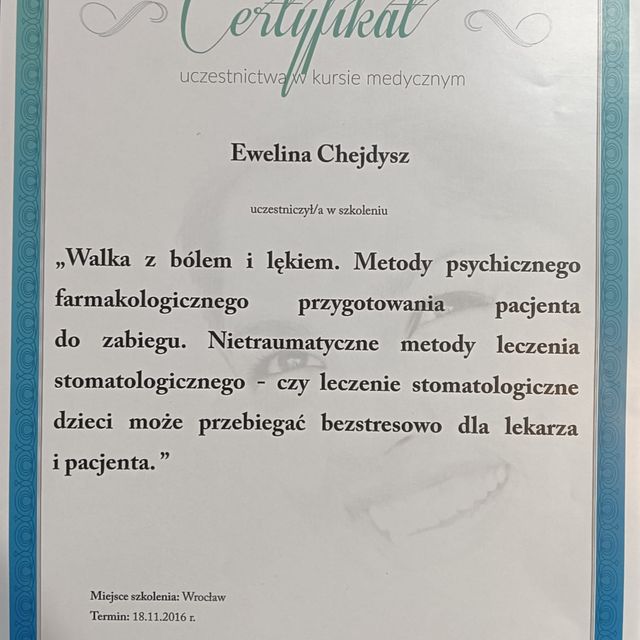 Certyfikat
uczestnictwa w kursie medycznym
Ewelina Chejdysz
uczestniczył/a w szkoleniu
„Walka z bólem i lękiem. Metody psychicznego
farmakologicznego przygotowania pacjenta
do zabiegu. Nietraumatyczne metody leczenia
stomatologicznego - czy leczenie stomatologiczne
dzieci może przebiegać bezstresowo dla lekarza
i pacjenta.”
Miejsce szkolenia: Wrocław
Termin: 18.11.2016 r.